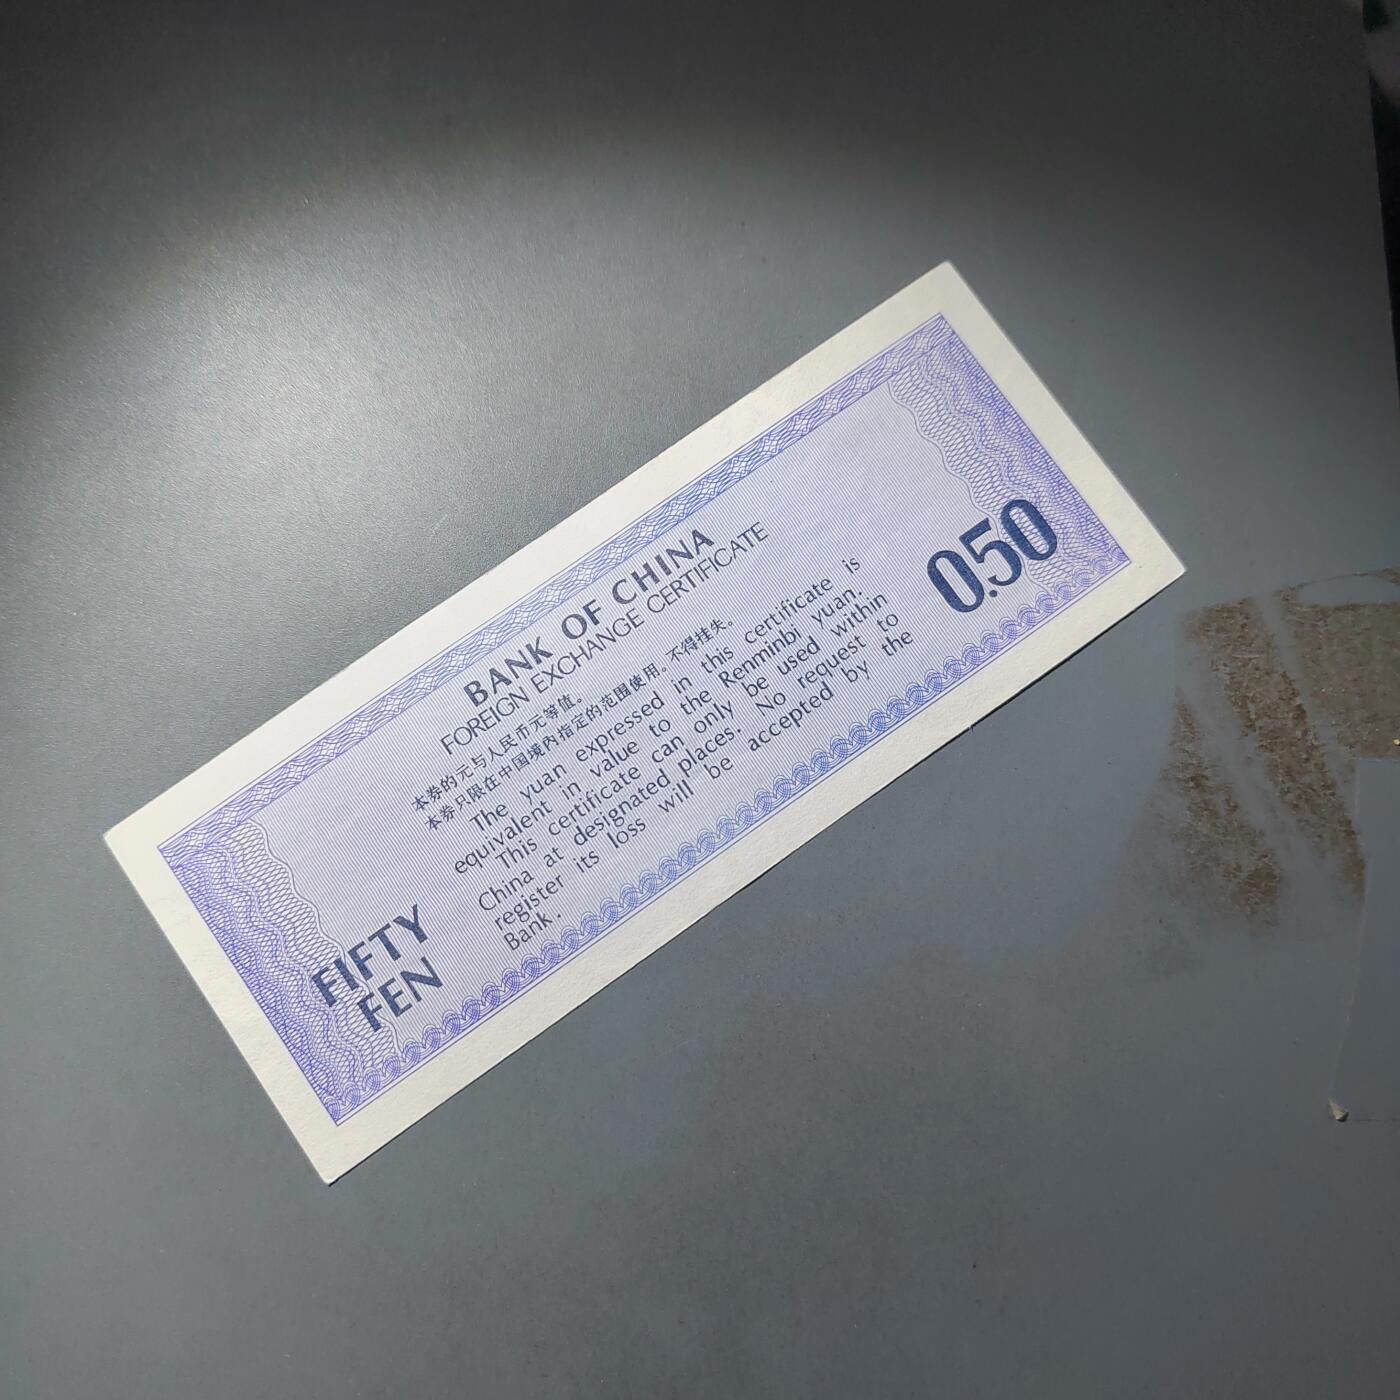 BANK OF CHINA
FOREIGN EXCHANGE CERTIFICATE
本券的元与人民币元等值。
本券只限在中国境内指定的范围使用。不得挂失。
The yuan expressed in this certificate is
equivalent in value to the Renminbi yuan.
This certificate can only be used within
China at designated places. No request to
register its loss will be accepted by the
Bank.
FIFTY
FEN
0.50